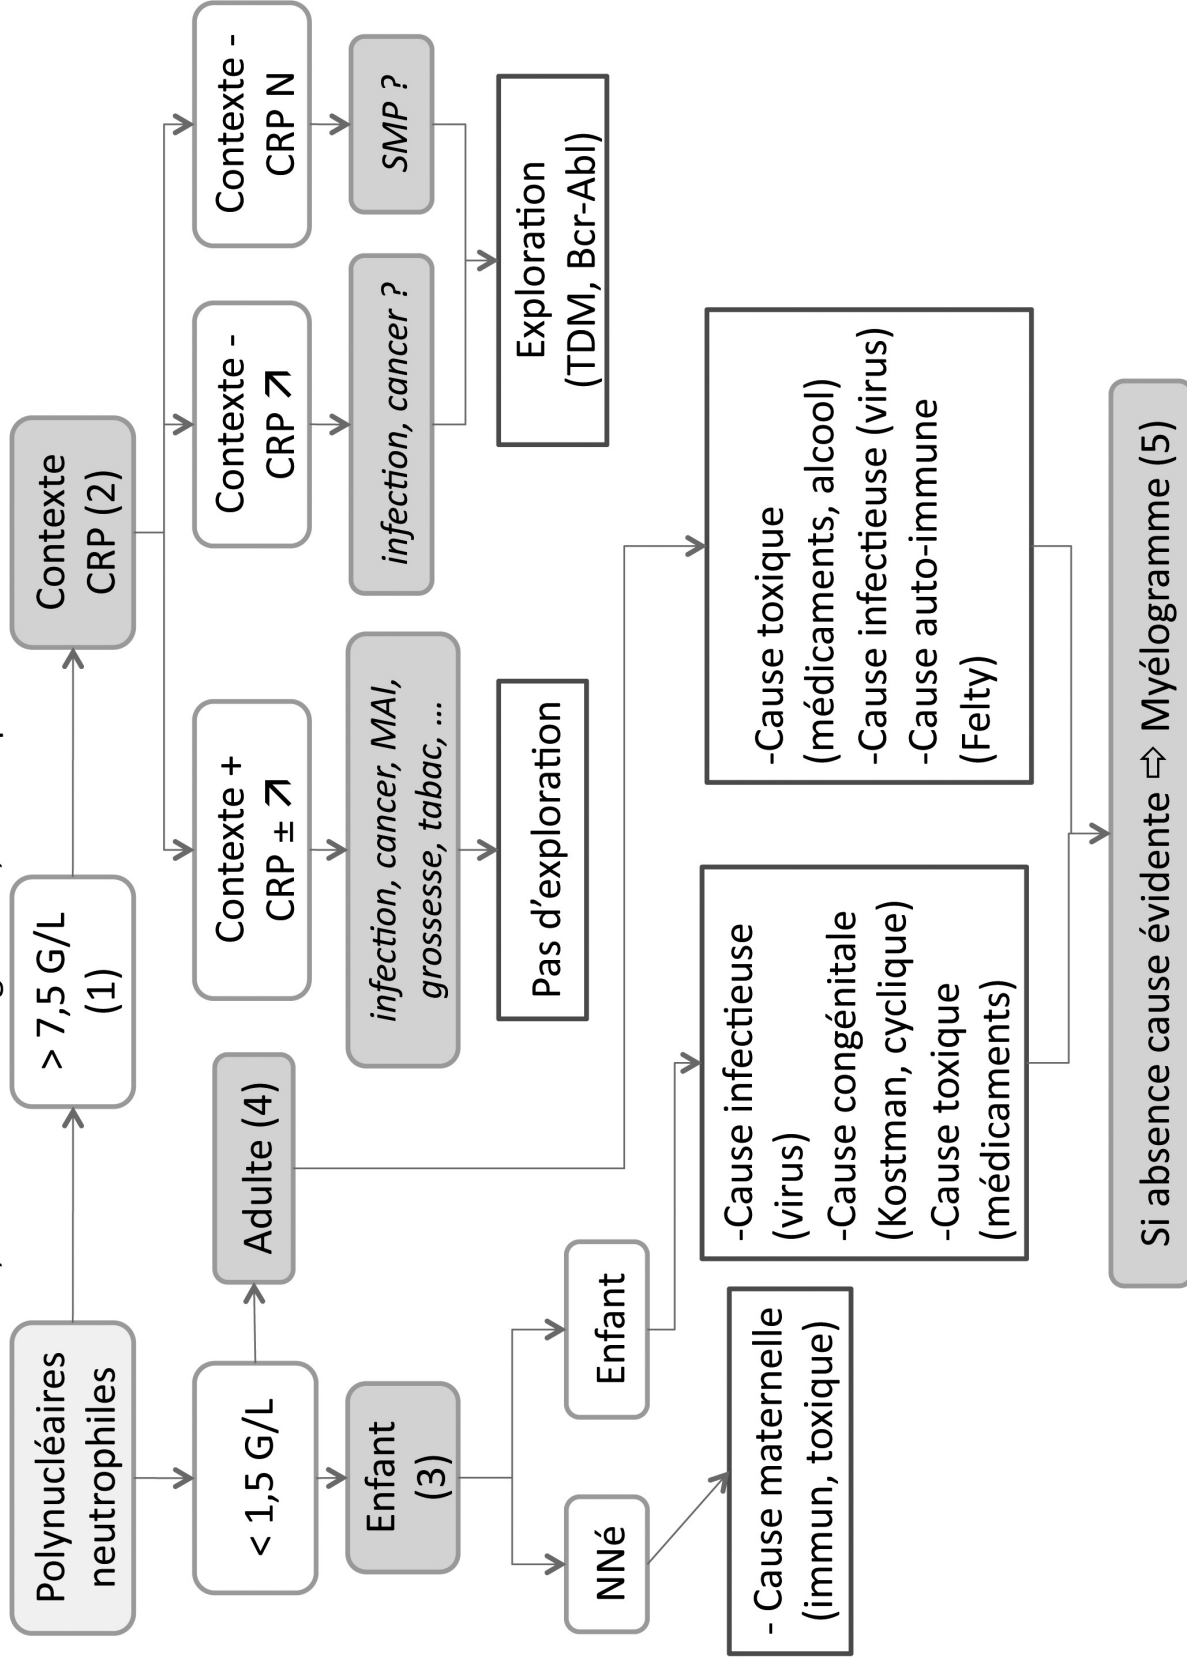 Polynucléaires
neutrophiles
> 7,5 G/L
(1)
Contexte
CRP (2)
< 1,5 G/L
Adulte (4)
Contexte +
CRP ± ↗
Contexte -
CRP ↗
Contexte -
CRP N
Enfant
(3)
infection, cancer, MAI,
grossesse, tabac, ...
infection, cancer ?
SMP ?
Pas d'exploration
Exploration
(TDM, Bcr-Abl)
NNé
Enfant
- Cause maternelle
(immun, toxique)
-Cause infectieuse
(virus)
-Cause congénitale
(Kostman, cyclique)
-Cause toxique
(médicaments)
-Cause toxique
(médicaments, alcool)
-Cause infectieuse (virus)
-Cause auto-immune
(Felty)
Si absence cause évidente ⇨ Myélogramme (5)